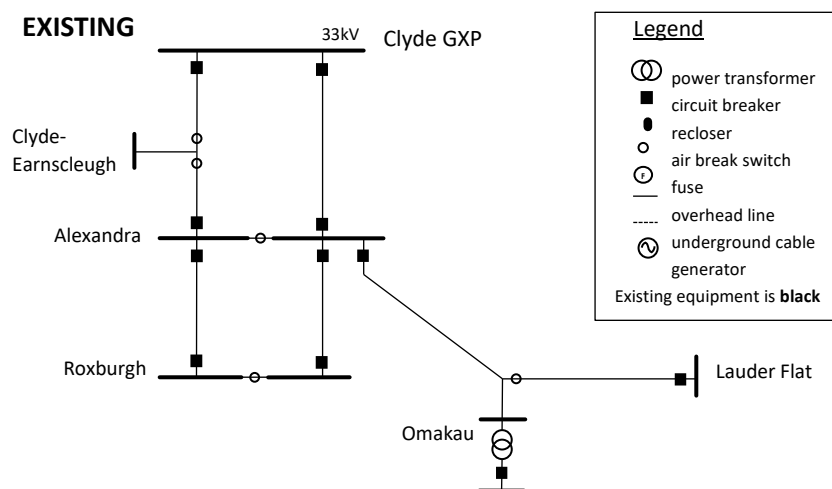 EXISTING
33kV
Clyde GXP
Clyde-
Earnscleugh
Alexandra
Roxburgh
Omakau
Lauder Flat
Legend
power transformer
circuit breaker
recloser
air break switch
F
fuse
overhead line
underground cable
generator
Existing equipment is black